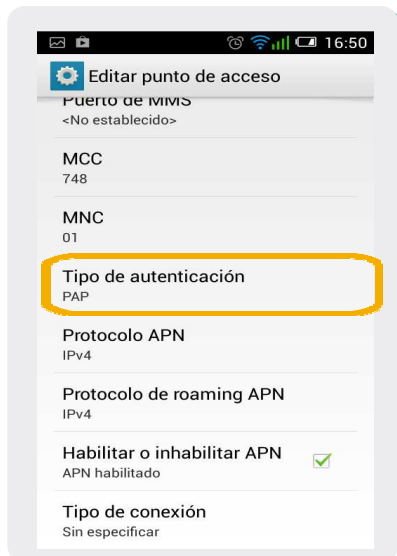 16:50
Editar punto de acceso
Puerto de MMS
<No establecido>
MCC
748
MNC
01
Tipo de autenticación
PAP
Protocolo APN
IPv4
Protocolo de roaming APN
IPv4
Habilitar o inhabilitar APN
APN habilitado
Tipo de conexión
Sin especificar